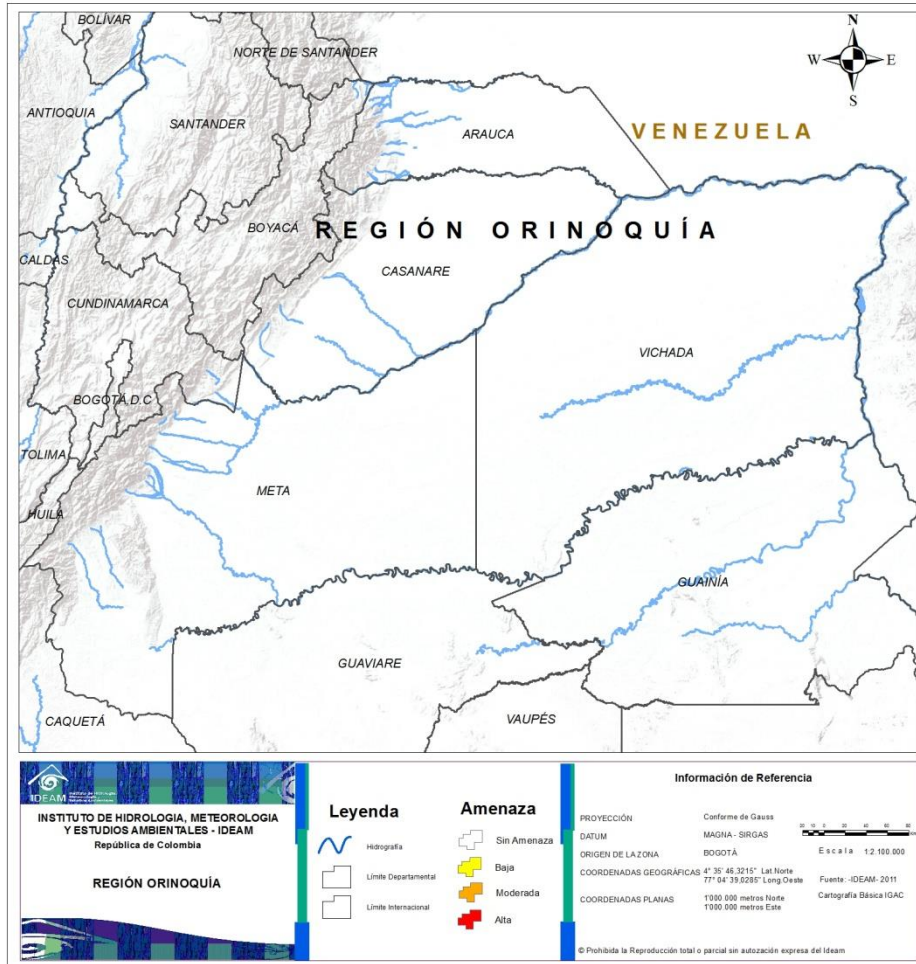 BOLÍVAR
NORTE DE SANTANDER
N
W E
S
ANTIOQUIA
SANTANDER
ARAUCA
VENEZUELA
BOYACÁ
REGIÓN ORINOQUÍA
CALDAS
CASANARE
CUNDINAMARCA
VICHADA
BOGOTÁ D.C
TOLIMA
META
HUILA
GUAINÍA
GUAVIARE
CAQUETÁ
VAUPÉS
IDEAM
INSTITUTO DE HIDROLOGIA, METEOROLOGIA
Y ESTUDIOS AMBIENTALES - IDEAM
República de Colombia
REGIÓN ORINOQUÍA
Leyenda
Hidrografía
Límite Departamental
Límite Internacional
Amenaza
Sin Amenaza
Baja
Moderada
Alta
Información de Referencia
PROYECCIÓN Conforme de Gauss
DATUM MAGNA - SIRGAS
ORIGEN DE LA ZONA BOGOTÁ
COORDENADAS GEOGRÁFICAS 4° 35' 46,3215" Lat.Norte
77° 04' 39,0285" Long.Oeste
COORDENADAS PLANAS 1'000.000 metros Norte
1'000.000 metros Este
Escala 1:2.100.000
Fuente: -IDEAM- 2011
Cartografía Básica IGAC
© Prohibida la Reproducción total o parcial sin autozación expresa del Ideam